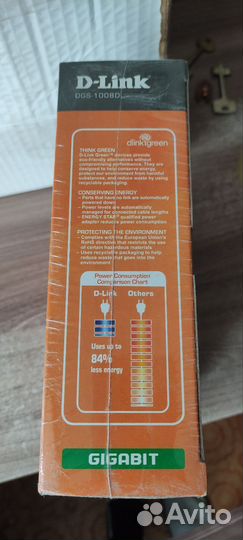 D-Link
DGS-1008D
dlinkgreen
THINK GREEN
D-Link Green™ devices provide
eco-friendly alternatives without
compromising performance. They are
designed to help conserve energy,
protect our environment from harmful
substances, and reduce waste by using
recyclable packaging.
CONSERVING ENERGY
- Ports that have no link are automatically
powered down
- Power levels are automatically
managed for connected cable lengths
- ENERGY STAR® qualified power
adapter reduces power consumption.
PROTECTING THE ENVIRONMENT
- Complies with the European Union's
RoHS directive that restricts the use
of certain hazardous materials
- Uses recyclable packaging to help
reduce waste that goes into the
environment.
Power Consumption
Comparison Chart
D-Link Others
Uses up to
84%
less energy
GIGABIT
Avito